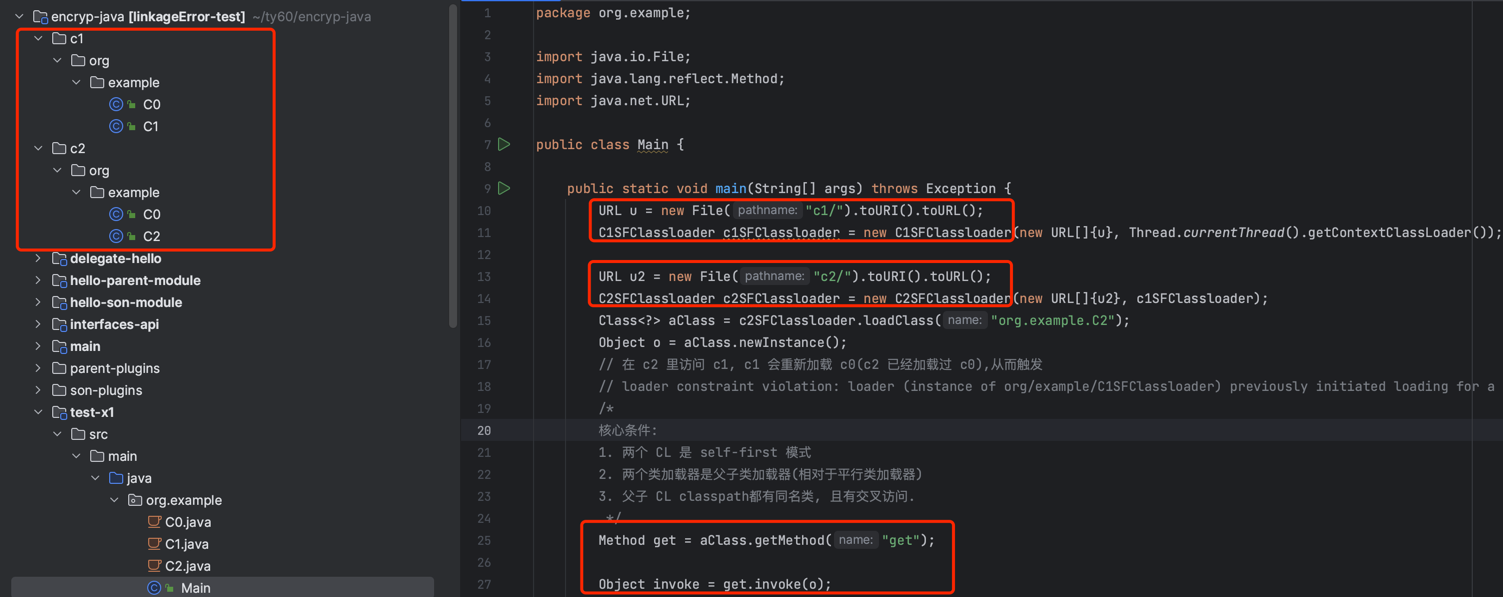 encryp-java [linkageError-test] ~/ty60/encryp-java
c1
org
example
C0
C1
c2
org
example
C0
C2
delegate-hello
hello-parent-module
hello-son-module
interfaces-api
main
parent-plugins
son-plugins
test-x1
src
main
java
org.example
C0.java
C1.java
C2.java
Main
1 package org.example;
2
3 import java.io.File;
4 import java.lang.reflect.Method;
5 import java.net.URL;
6
7 public class Main {
8
9 public static void main(String[] args) throws Exception {
10 URL u = new File( pathname: "c1/").toURI().toURL();
11 C1SFClassloader c1SFClassloader = new C1SFClassloader(new URL[]{u}, Thread.currentThread().getContextClassLoader());
12
13 URL u2 = new File( pathname: "c2/").toURI().toURL();
14 C2SFClassloader c2SFClassloader = new C2SFClassloader(new URL[]{u2}, c1SFClassloader);
15 Class<?> aClass = c2SFClassloader.loadClass( name: "org.example.C2");
16 Object o = aClass.newInstance();
17 // 在 c2 里访问 c1, c1 会重新加载 c0(c2 已经加载过 c0),从而触发
18 // loader constraint violation: loader (instance of org/example/C1SFClassloader) previously initiated loading for a
19 /*
20 核心条件:
21 1. 两个 CL 是 self-first 模式
22 2. 两个类加载器是父子类加载器(相对于平行类加载器)
23 3. 父子 CL classpath都有同名类, 且有交叉访问.
24 */
25 Method get = aClass.getMethod( name: "get");
26
27 Object invoke = get.invoke(o);